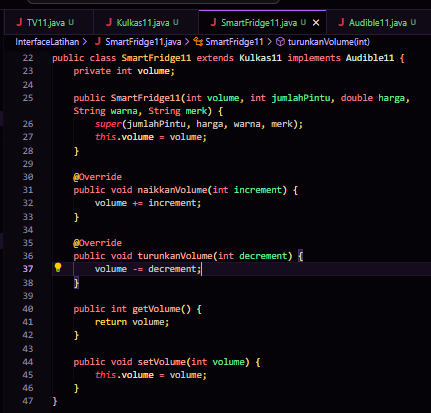 TV11.java U Kulkas11.java U SmartFridge11.java U Audible11.java U
InterfaceLatihan > SmartFridge11.java > SmartFridge11 > turunkanVolume(int)
22 public class SmartFridge11 extends Kulkas11 implements Audible11 {
23 private int volume;
24
25 public SmartFridge11(int volume, int jumlahPintu, double harga,
String warna, String merk) {
26 super(jumlahPintu, harga, warna, merk);
27 this.volume = volume;
28 }
29
30 @Override
31 public void naikkanVolume(int increment) {
32 volume += increment;
33 }
34
35 @Override
36 public void turunkanVolume(int decrement) {
37 volume -= decrement;
38 }
39
40 public int getVolume() {
41 return volume;
42 }
43
44 public void setVolume(int volume) {
45 this.volume = volume;
46 }
47 }